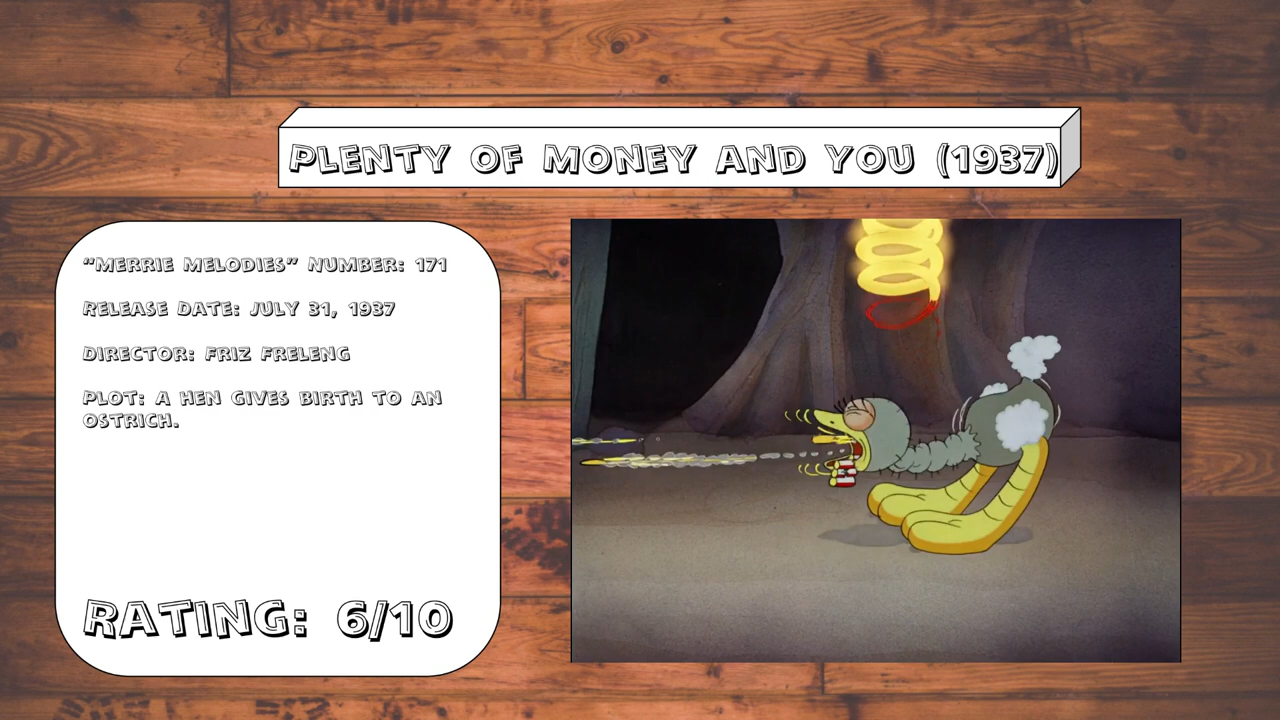 PLENTY OF MONEY AND YOU (1937)
"MERRIE MELODIES" NUMBER: 171
RELEASE DATE: JULY 31, 1937
DIRECTOR: FRIZ FRELENG
PLOT: A HEN GIVES BIRTH TO AN
OSTRICH.
RATING: 6/10